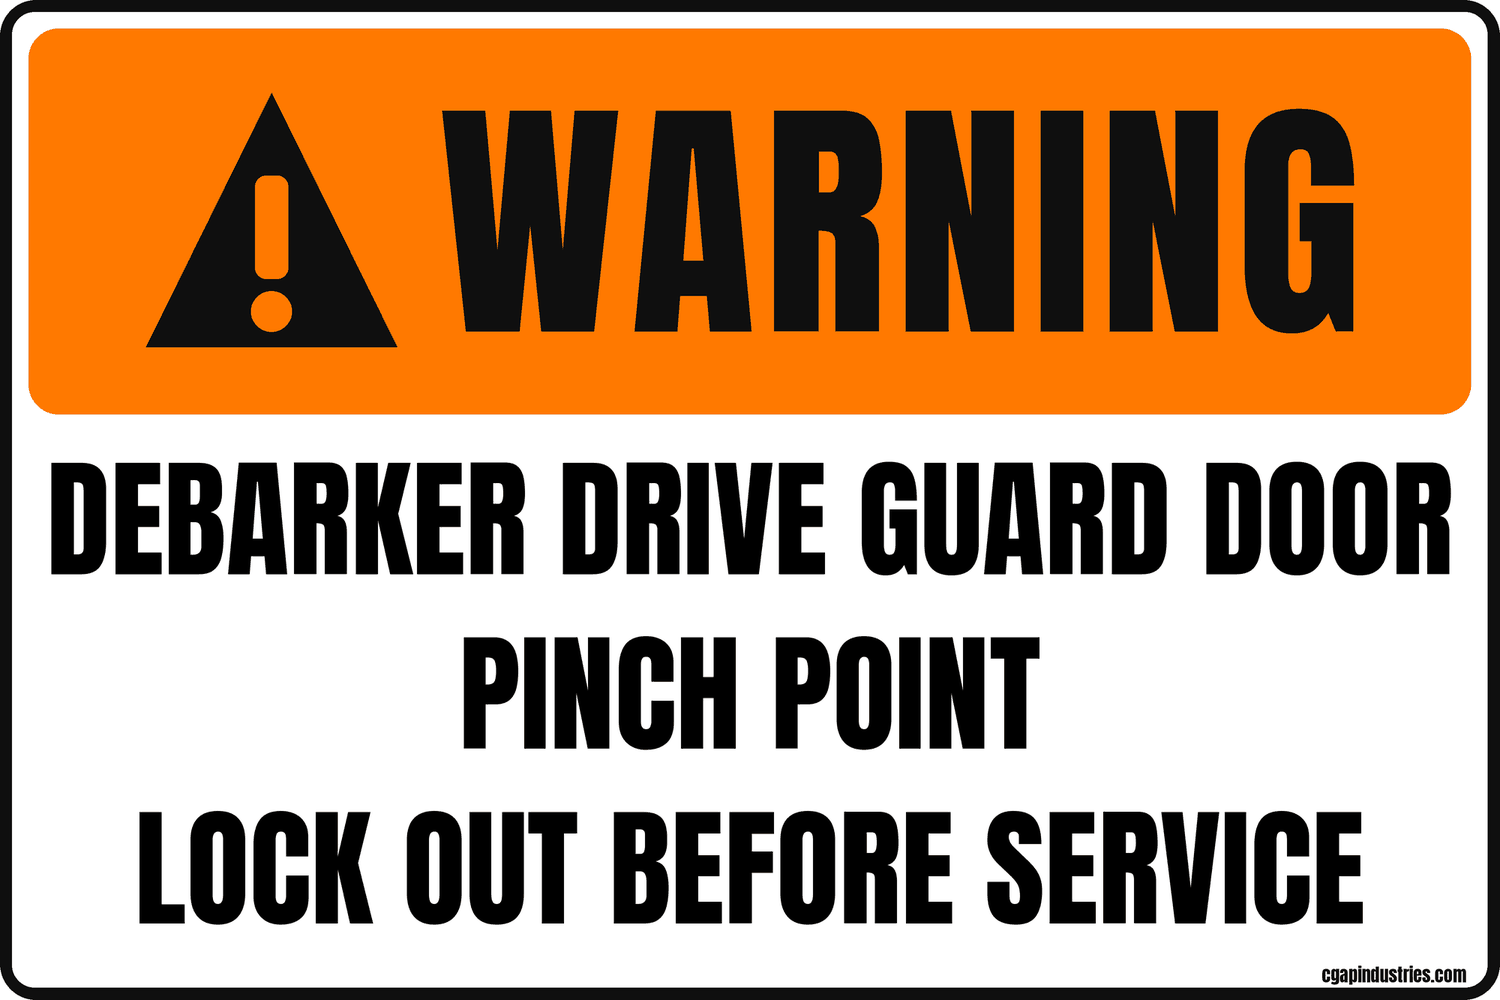 WARNING
DEBARKER DRIVE GUARD DOOR
PINCH POINT
LOCK OUT BEFORE SERVICE
cgapindustries.com